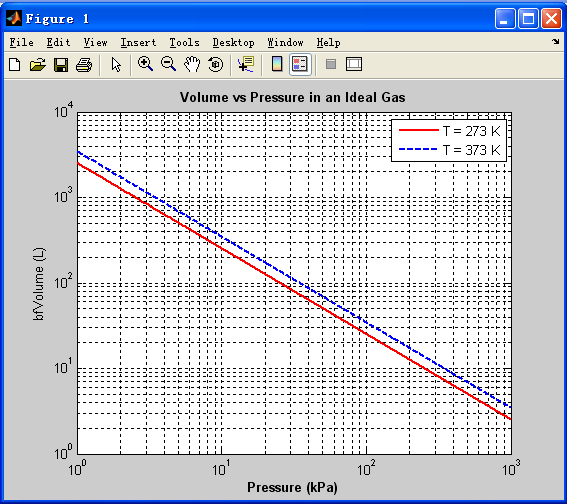 Figure 1
File Edit View Insert Tools Desktop Window Help
Volume vs Pressure in an Ideal Gas
T = 273 K
T = 373 K
10^4
10^3
10^2
10^1
10^0
bfVolume (L)
10^0 10^1 10^2 10^3
Pressure (kPa)